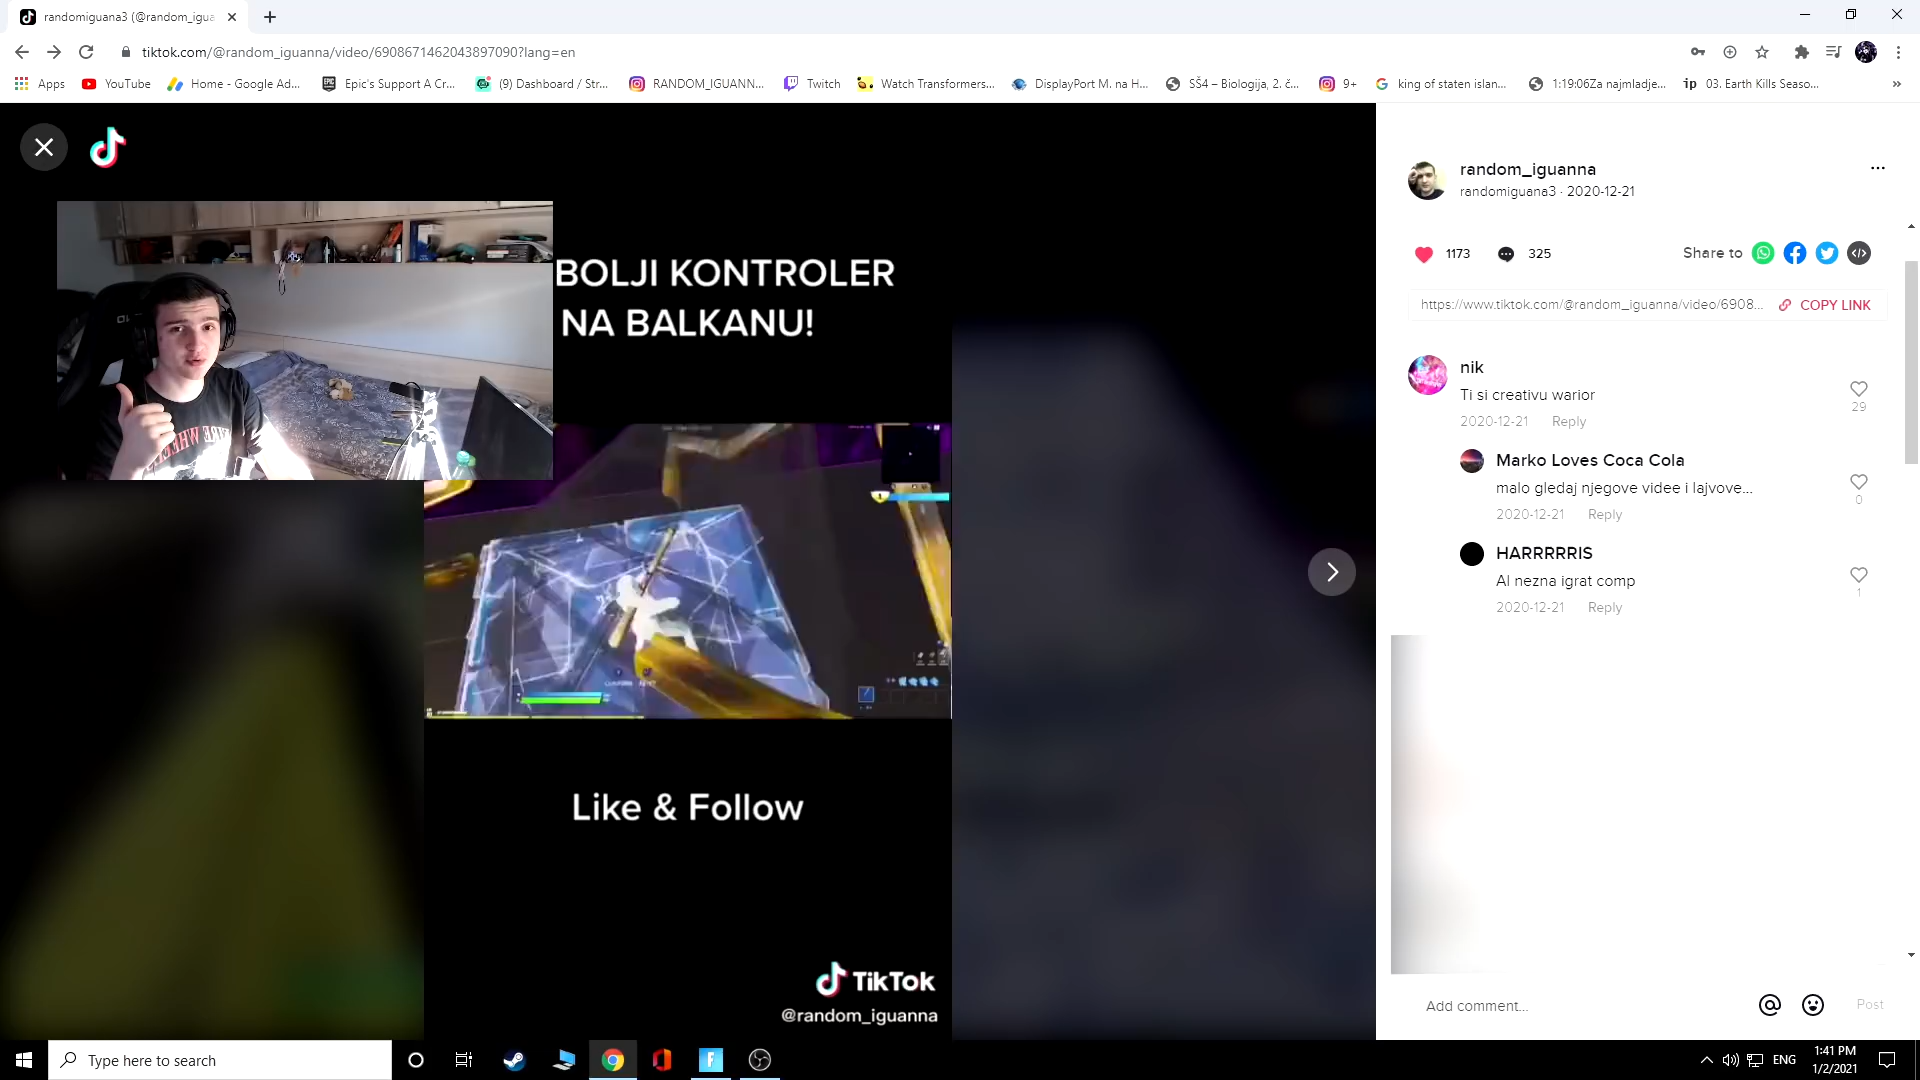 randomiguana3 (@random_igua
tiktok.com/@random_iguanna/video/6908671462043897090?lang=en
Apps
YouTube
Home - Google Ad...
Epic's Support A Cr...
(9) Dashboard / Str...
RANDOM_IGUANN...
Twitch
Watch Transformers...
DisplayPort M. na H...
SŠ4 – Biologija, 2. č...
9+
king of staten islan...
1:19:06Za najmladje...
ip 03. Earth Kills Seaso...
BOLJI KONTROLER
NA BALKANU!
Like & Follow
TikTok
@random_iguanna
random_iguanna
randomiguana3 · 2020-12-21
1173
325
Share to
https://www.tiktok.com/@random_iguanna/video/6908...
COPY LINK
nik
Ti si creativu warior
29
2020-12-21 Reply
Marko Loves Coca Cola
malo gledaj njegove videe i lajvove...
0
2020-12-21 Reply
HARRRRRIS
Al nezna igrat comp
1
2020-12-21 Reply
Add comment...
Post
Type here to search
ENG
1:41 PM
1/2/2021